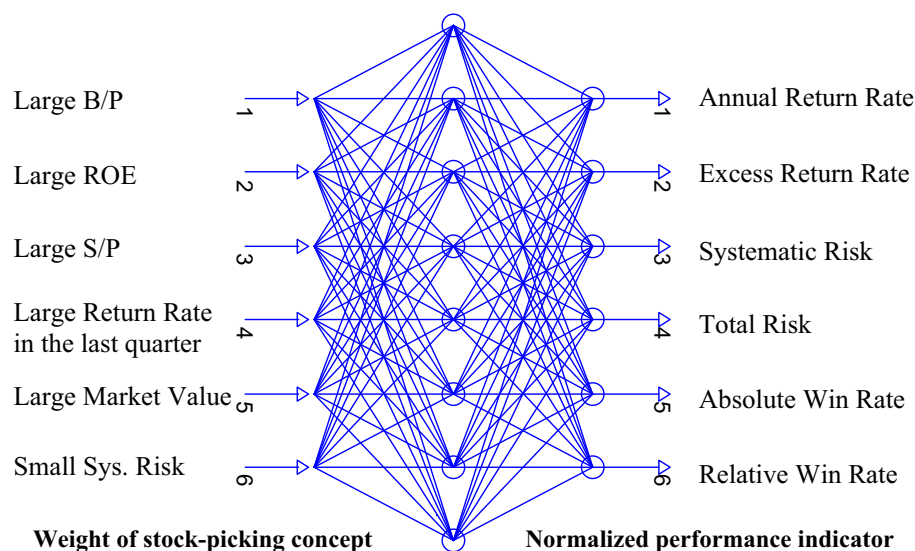 Large B/P
1
1
Annual Return Rate
Large ROE
2
2
Excess Return Rate
Large S/P
3
3
Systematic Risk
Large Return Rate
in the last quarter
4
4
Total Risk
Large Market Value
5
5
Absolute Win Rate
Small Sys. Risk
6
6
Relative Win Rate
Weight of stock-picking concept
Normalized performance indicator